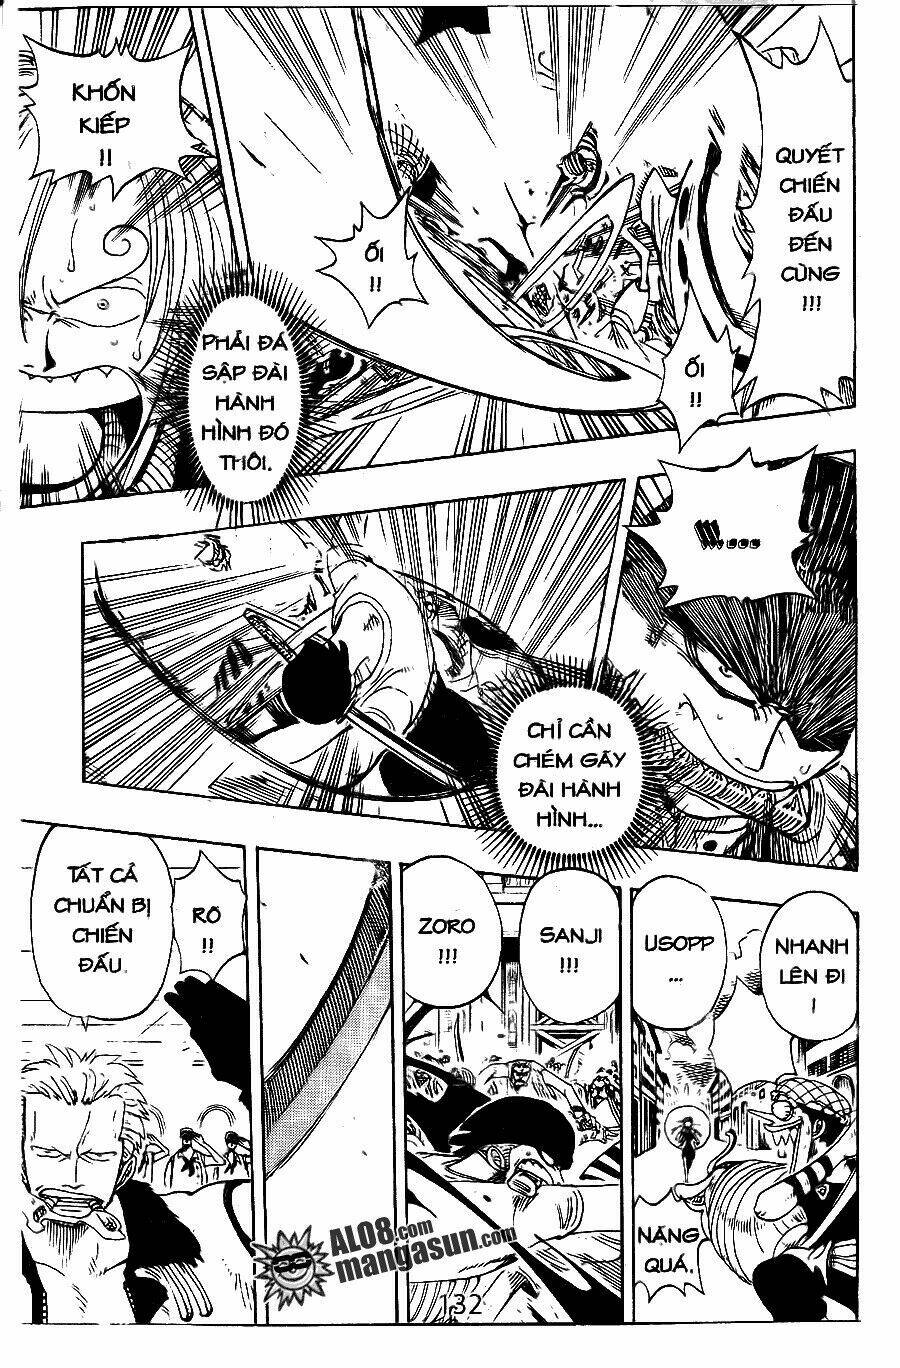 QUYẾT
CHIẾN
ĐẤU
ĐẾN
CÙNG
!!!
ỐI
!!
ỐI
!!
KHỐN
KIẾP
!!
PHẢI ĐÁ
SẬP ĐÀI
HÀNH
HÌNH ĐÓ
THÔI.
!!!....
CHỈ CẦN
CHÉM GÃY
ĐÀI HÀNH
HÌNH...
NHANH
LÊN ĐI
!
USOPP
...
NẶNG
QUÁ.
SANJI
!!!
ZORO
!!!
RÕ
!!
TẤT CẢ
CHUẨN BỊ
CHIẾN
ĐẤU.
ALO8.com
mangasun.com
132